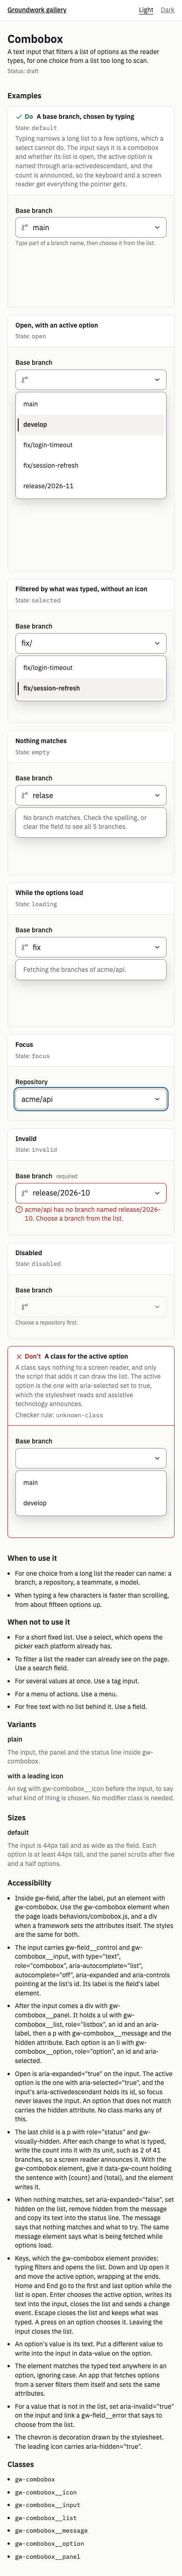 Groundwork gallery
Light Dark
Combobox
A text input that filters a list of options as the reader
types, for one choice from a list too long to scan.
Status: draft
Examples
Do A base branch, chosen by typing
State: default
Typing narrows a long list to a few options, which a
select cannot do. The input says it is a combobox
and whether its list is open, the active option is
named through aria-activedescendant, and the
count is announced, so the keyboard and a screen
reader get everything the pointer gets.
Base branch
main
Type part of a branch name, then choose it from the list.
Open, with an active option
State: open
Base branch
main
develop
fix/login-timeout
fix/session-refresh
release/2026-11
Filtered by what was typed, without an icon
State: selected
Base branch
fix/
fix/login-timeout
fix/session-refresh
Nothing matches
State: empty
Base branch
relase
No branch matches. Check the spelling, or
clear the field to see all 5 branches.
While the options load
State: loading
Base branch
fix
Fetching the branches of acme/api.
Focus
State: focus
Repository
acme/api
Invalid
State: invalid
Base branch required
release/2026-10
acme/api has no branch named release/2026-
10. Choose a branch from the list.
Disabled
State: disabled
Base branch
Choose a repository first.
Don't A class for the active option
A class says nothing to a screen reader, and only
the script that adds it can draw the list. The active
option is the one with aria-selected set to true,
which the stylesheet reads and assistive
technology announces.
Checker rule: unknown-class
Base branch
main
develop
When to use it
For one choice from a long list the reader can name: a
branch, a repository, a teammate, a model.
When typing a few characters is faster than scrolling,
from about fifteen options up.
When not to use it
For a short fixed list. Use a select, which opens the
picker each platform already has.
To filter a list the reader can already see on the page.
Use a search field.
For several values at once. Use a tag input.
For a menu of actions. Use a menu.
For free text with no list behind it. Use a field.
Variants
plain
The input, the panel and the status line inside gw-
combobox.
with a leading icon
An svg with gw-combobox__icon before the input, to say
what kind of thing is chosen. No modifier class is needed.
Sizes
default
The input is 44px tall and as wide as the field. Each
option is at least 44px tall, and the panel scrolls after five
and a half options.
Accessibility
Inside gw-field, after the label, put an element with
gw-combobox. Use the gw-combobox element when
the page loads behaviors/combobox.js, and a div
when a framework sets the attributes itself. The styles
are the same for both.
The input carries gw-field__control and gw-
combobox__input, with type="text",
role="combobox", aria-autocomplete="list",
autocomplete="off", aria-expanded and aria-controls
pointing at the list's id. Its label is the field's label
element.
After the input comes a div with gw-
combobox__panel. It holds a ul with gw-
combobox__list, role="listbox", an id and an aria-
label, then a p with gw-combobox__message and the
hidden attribute. Each option is an li with gw-
combobox__option, role="option", an id and aria-
selected.
Open is aria-expanded="true" on the input. The active
option is the one with aria-selected="true", and the
input's aria-activedescendant holds its id, so focus
never leaves the input. An option that does not match
carries the hidden attribute. No class marks any of
this.
The last child is a p with role="status" and gw-
visually-hidden. After each change to what is typed,
write the count into it with its unit, such as 2 of 41
branches, so a screen reader announces it. With the
gw-combobox element, give it data-gw-count holding
the sentence with {count} and {total}, and the element
writes it.
When nothing matches, set aria-expanded="false", set
hidden on the list, remove hidden from the message
and copy its text into the status line. The message
says that nothing matches and what to try. The same
message element says what is being fetched while
options load.
Keys, which the gw-combobox element provides:
typing filters and opens the list. Down and Up open it
and move the active option, wrapping at the ends.
Home and End go to the first and last option while the
list is open. Enter chooses the active option, writes its
text into the input, closes the list and sends a change
event. Escape closes the list and keeps what was
typed. A press on an option chooses it. Leaving the
input closes the list.
An option's value is its text. Put a different value to
write into the input in data-value on the option.
The element matches the typed text anywhere in an
option, ignoring case. An app that fetches options
from a server filters them itself and sets the same
attributes.
For a value that is not in the list, set aria-invalid="true"
on the input and link a gw-field__error that says to
choose from the list.
The chevron is decoration drawn by the stylesheet.
The leading icon carries aria-hidden="true".
Classes
gw-combobox
gw-combobox__icon
gw-combobox__input
gw-combobox__list
gw-combobox__message
gw-combobox__option
gw-combobox__panel